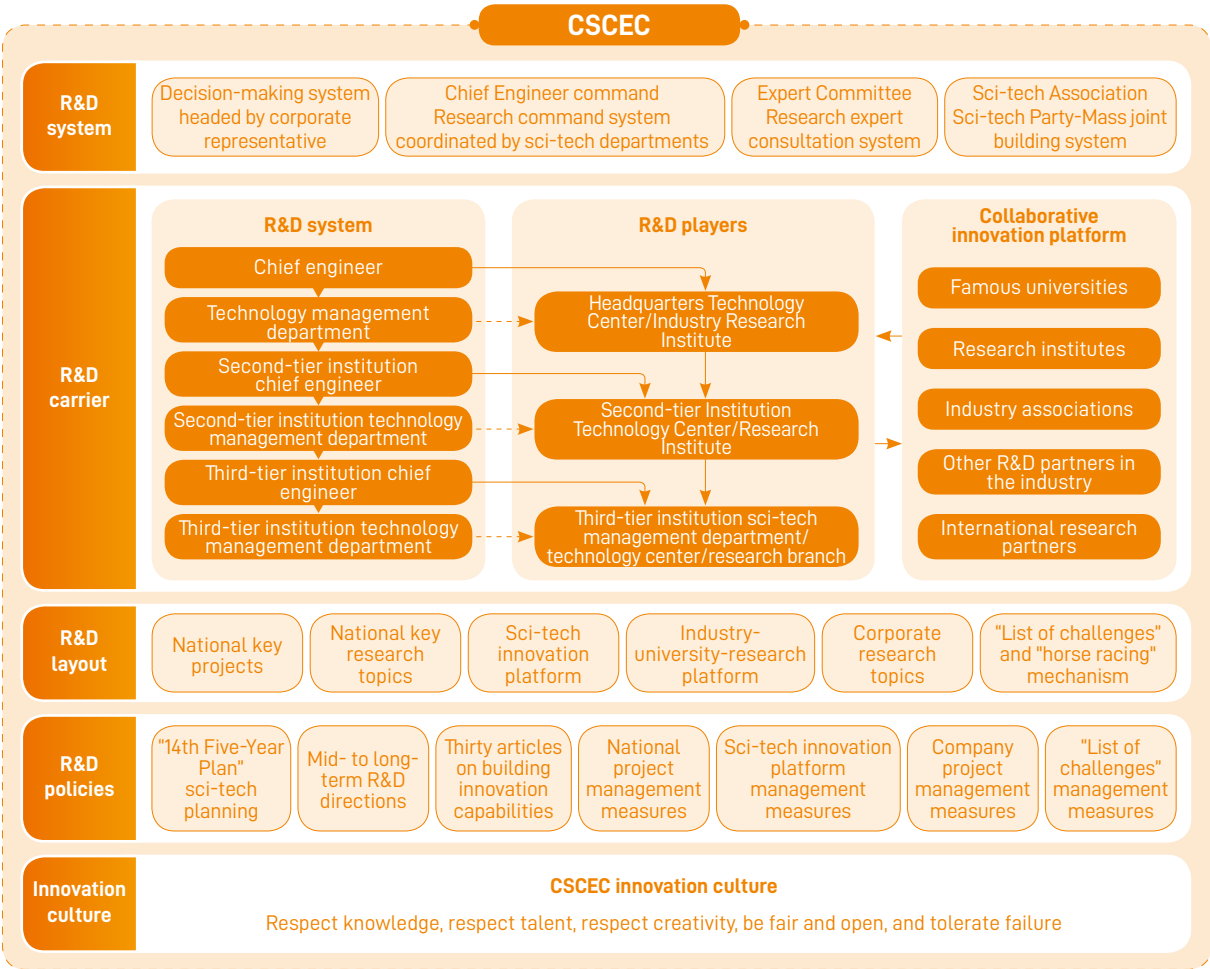 CSCEC
R&D
system
Decision-making system
headed by corporate
representative
Chief Engineer command
Research command system
coordinated by sci-tech departments
Expert Committee
Research expert
consultation system
Sci-tech Association
Sci-tech Party-Mass joint
building system
R&D
carrier
R&D system
Chief engineer
Technology management
department
Second-tier institution
chief engineer
Second-tier institution technology
management department
Third-tier institution chief
engineer
Third-tier institution technology
management department
R&D players
Headquarters Technology
Center/Industry Research
Institute
Second-tier Institution
Technology Center/Research
Institute
Third-tier institution sci-tech
management department/
technology center/research branch
Collaborative
innovation platform
Famous universities
Research institutes
Industry associations
Other R&D partners in
the industry
International research
partners
R&D
layout
National key
projects
National key
research
topics
Sci-tech
innovation
platform
Industry-
university-research
platform
Corporate
research
topics
"List of challenges"
and "horse racing"
mechanism
R&D
policies
"14th Five-Year
Plan"
sci-tech
planning
Mid- to long-
term R&D
directions
Thirty articles
on building
innovation
capabilities
National
project
management
measures
Sci-tech innovation
platform
management
measures
Company
project
management
measures
"List of
challenges"
management
measures
Innovation
culture
CSCEC innovation culture
Respect knowledge, respect talent, respect creativity, be fair and open, and tolerate failure